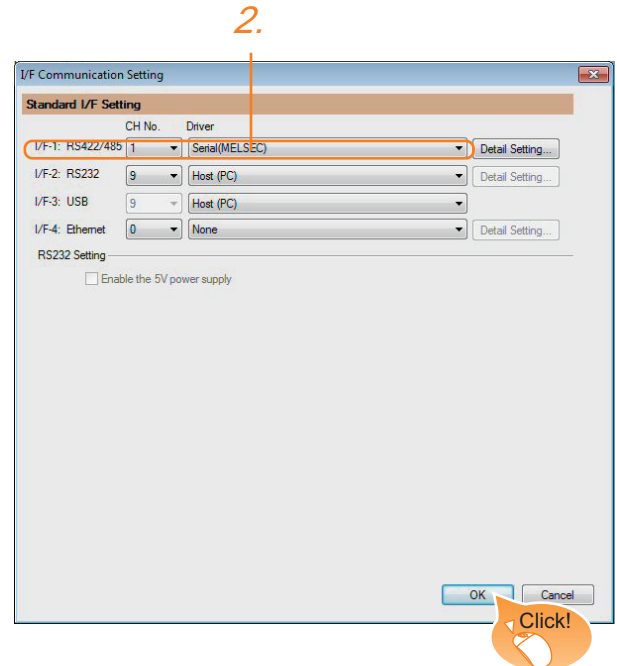 2.
I/F Communication Setting
Standard I/F Setting
CH No. Driver
I/F-1: RS422/485 1 Serial(MELSEC) Detail Setting...
I/F-2: RS232 9 Host (PC) Detail Setting...
I/F-3: USB 9 Host (PC)
I/F-4: Ethernet 0 None Detail Setting...
RS232 Setting
Enable the 5V power supply
OK Cancel
Click!